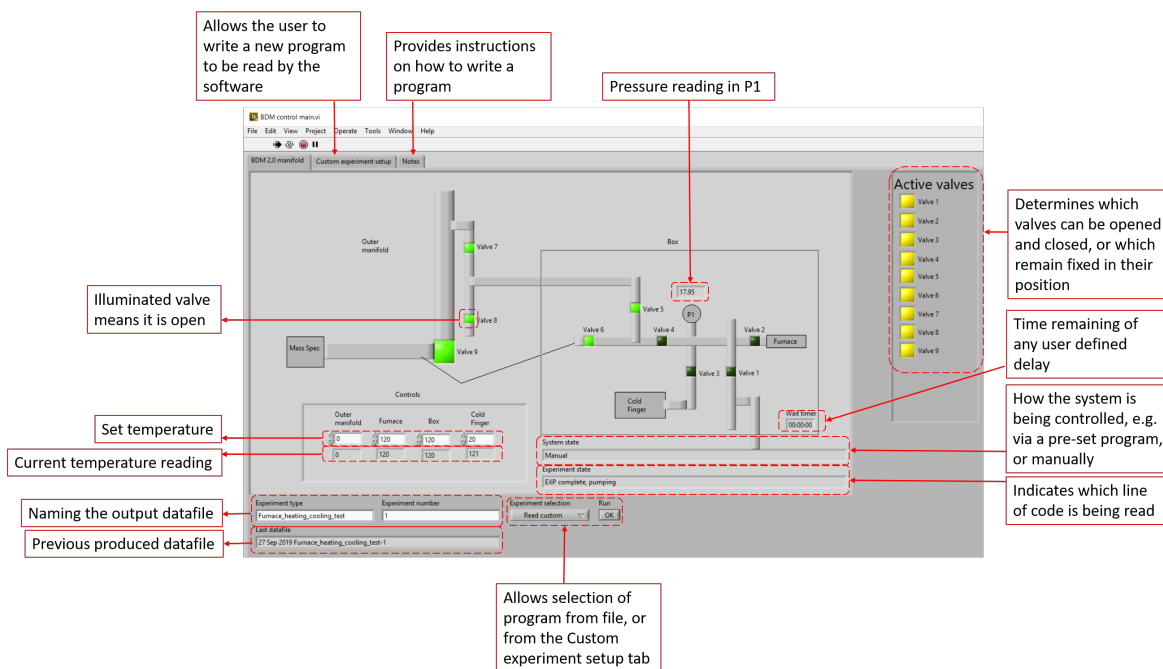 Allows the user to
write a new program
to be read by the
software
Provides instructions
on how to write a
program
Pressure reading in P1
BDM control main.vi
File Edit View Project Operate Tools Window Help
BDM 2.0 manifold Custom experiment setup Notes
Active valves
Valve 1
Valve 2
Valve 3
Valve 4
Valve 5
Valve 6
Valve 7
Valve 8
Valve 9
Determines which
valves can be opened
and closed, or which
remain fixed in their
position
Outer
manifold
Valve 7
Box
17.95
P1
Illuminated valve
means it is open
Valve 8
Valve 5
Valve 6
Valve 4
Valve 2
Furnace
Mass Spec
Valve 9
Valve 3
Valve 1
Time remaining of
any user defined
delay
Cold
Finger
Controls
Outer
manifold
Furnace
Box
Cold
Finger
Set temperature
0 120 120 20
Current temperature reading
0 120 120 121
Wait timer
00:00:00
System state
Manual
Experiment state
EXP complete, pumping
How the system is
being controlled, e.g.
via a pre-set program,
or manually
Indicates which line
of code is being read
Naming the output datafile
Experiment type Experiment number
Furnace_heating_cooling_test 1
Experiment selection Run
Read custom OK
Previous produced datafile
Last datafile
27 Sep 2019 Furnace_heating_cooling_test-1
Allows selection of
program from file, or
from the Custom
experiment setup tab